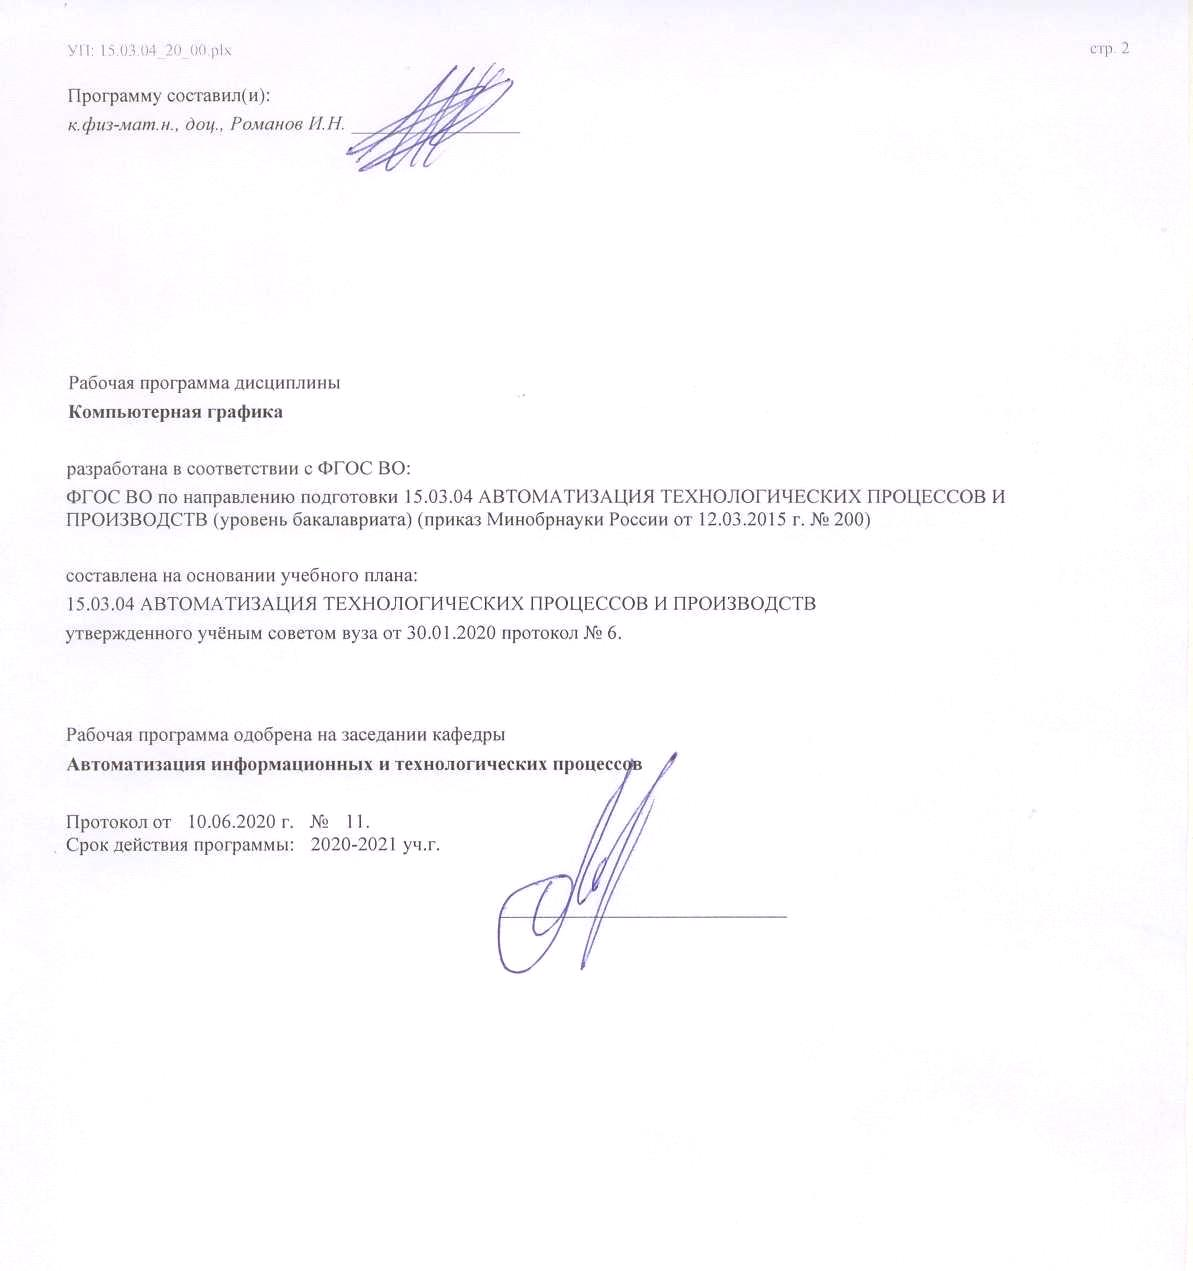 УП: 15.03.04_20_00.plx
стр. 2
Программу составил(и):
к.физ-мат.н., доц., Романов И.Н.
Рабочая программа дисциплины
Компьютерная графика
разработана в соответствии с ФГОС ВО:
ФГОС ВО по направлению подготовки 15.03.04 АВТОМАТИЗАЦИЯ ТЕХНОЛОГИЧЕСКИХ ПРОЦЕССОВ И
ПРОИЗВОДСТВ (уровень бакалавриата) (приказ Минобрнауки России от 12.03.2015 г. № 200)
составлена на основании учебного плана:
15.03.04 АВТОМАТИЗАЦИЯ ТЕХНОЛОГИЧЕСКИХ ПРОЦЕССОВ И ПРОИЗВОДСТВ
утвержденного учёным советом вуза от 30.01.2020 протокол № 6.
Рабочая программа одобрена на заседании кафедры
Автоматизация информационных и технологических процессов
Протокол от 10.06.2020 г. № 11.
Срок действия программы: 2020-2021 уч.г.